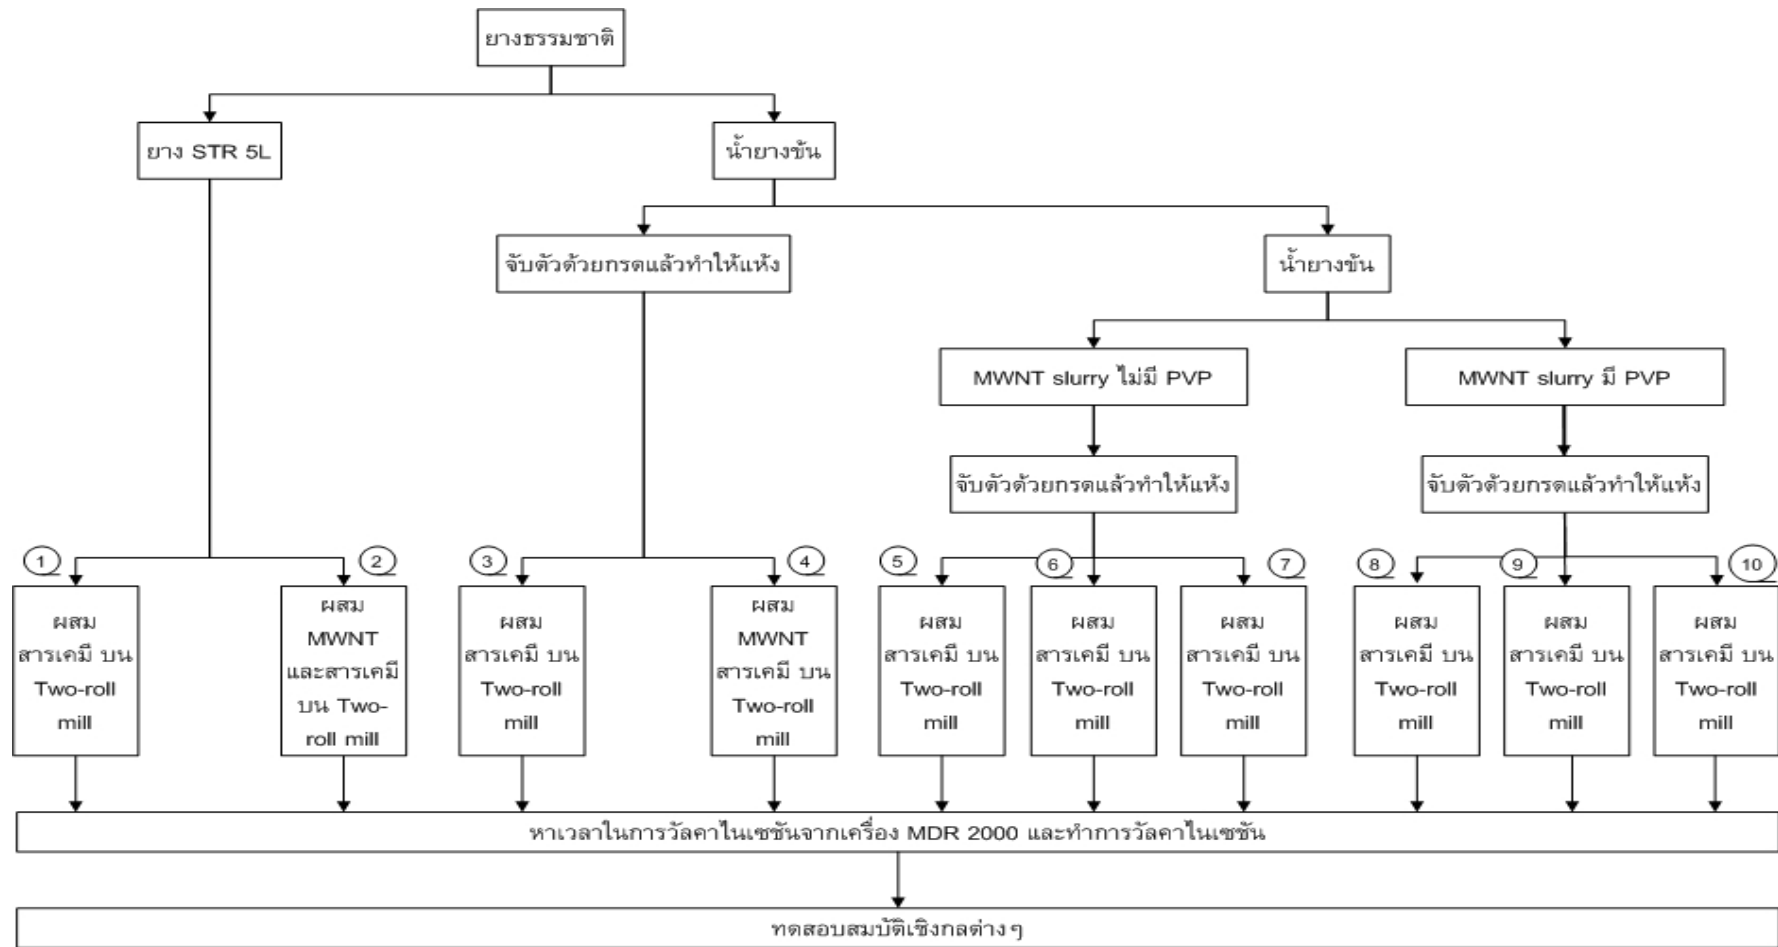 ยางธรรมชาติ
ยาง STR 5L
น้ำยางข้น
จับตัวด้วยกรดแล้วทำให้แห้ง
น้ำยางข้น
MWNT slurry ไม่มี PVP
MWNT slurry มี PVP
จับตัวด้วยกรดแล้วทำให้แห้ง
จับตัวด้วยกรดแล้วทำให้แห้ง
1
ผสม
สารเคมี บน
Two-roll
mill
2
ผสม
MWNT
และสารเคมี
บน Two-
roll mill
3
ผสม
สารเคมี บน
Two-roll
mill
4
ผสม
MWNT
สารเคมี บน
Two-roll
mill
5
ผสม
สารเคมี บน
Two-roll
mill
6
ผสม
สารเคมี บน
Two-roll
mill
7
ผสม
สารเคมี บน
Two-roll
mill
8
ผสม
สารเคมี บน
Two-roll
mill
9
ผสม
สารเคมี บน
Two-roll
mill
10
ผสม
สารเคมี บน
Two-roll
mill
หาเวลาในการวัลคาไนเซชันจากเครื่อง MDR 2000 และทำการวัลคาไนเซชัน
ทดสอบสมบัติเชิงกลต่างๆ